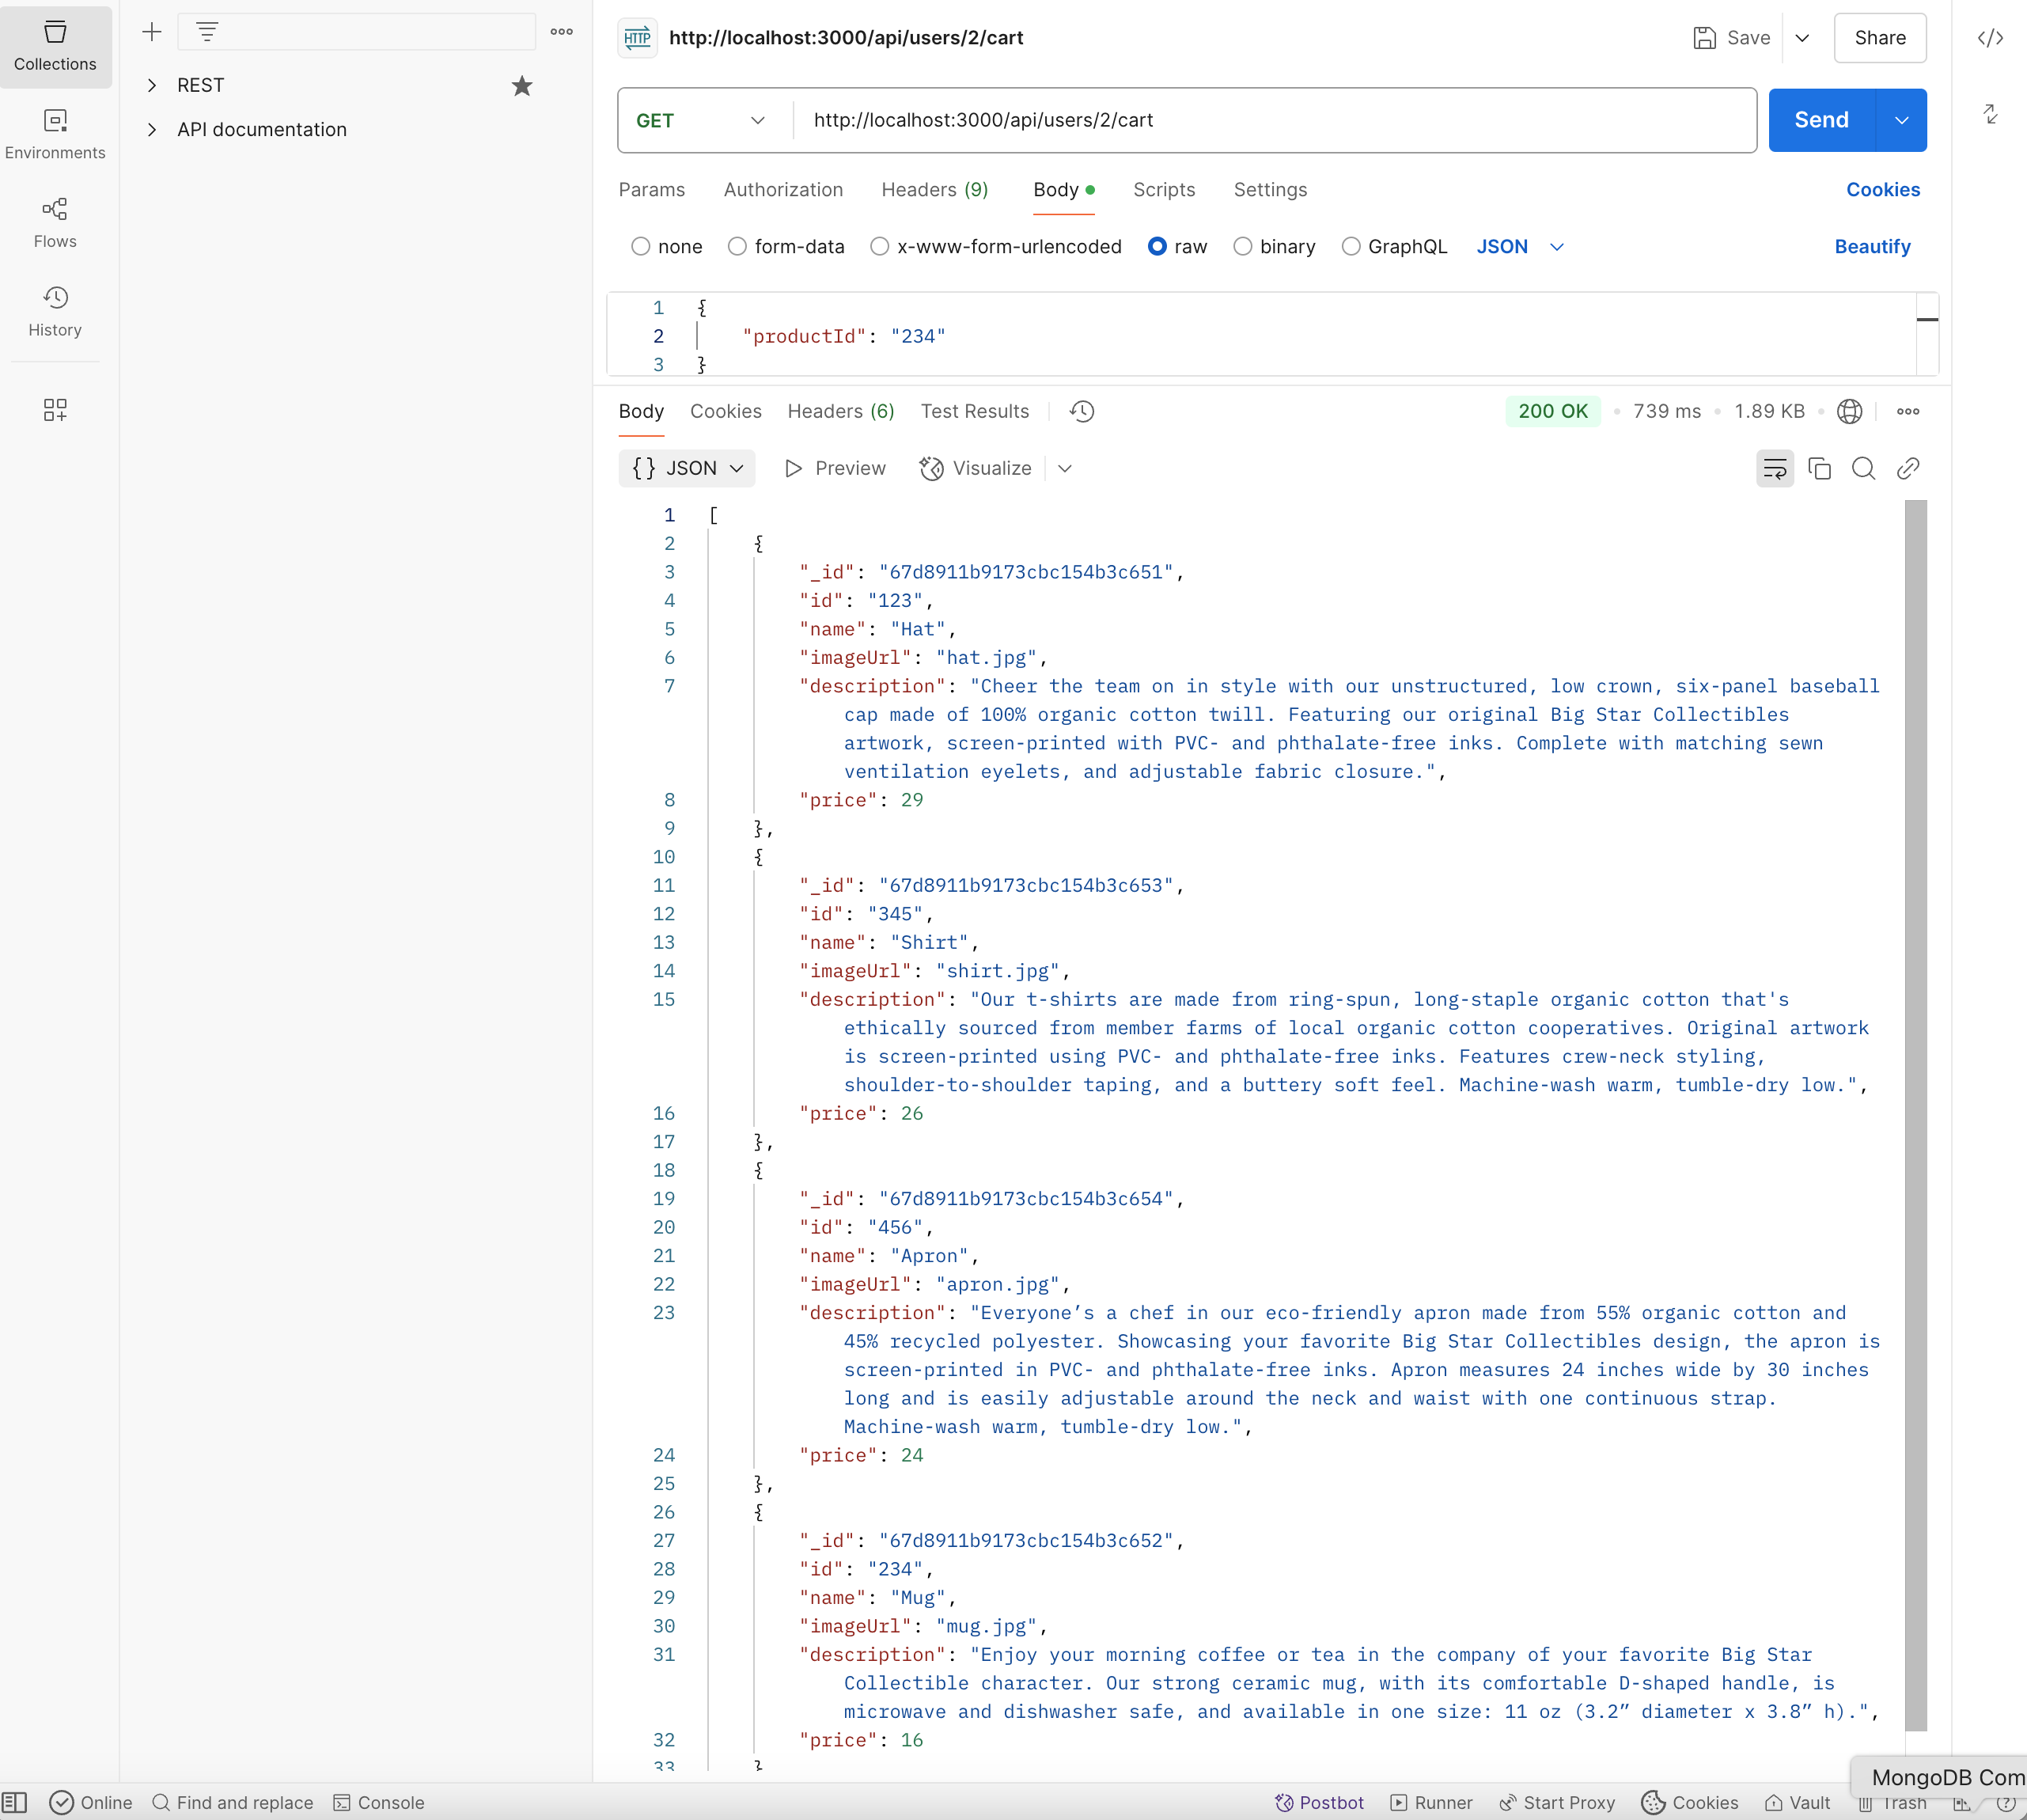 Collections
Environments
Flows
History
REST
API documentation
HTTP http://localhost:3000/api/users/2/cart
Save
Share
GET http://localhost:3000/api/users/2/cart
Send
Params Authorization Headers (9) Body Scripts Settings Cookies
none form-data x-www-form-urlencoded raw binary GraphQL JSON Beautify
1 {
2 "productId": "234"
3 }
Body Cookies Headers (6) Test Results 200 OK 739 ms 1.89 KB
{} JSON Preview Visualize
1 [
2 {
3 "_id": "67d8911b9173cbc154b3c651",
4 "id": "123",
5 "name": "Hat",
6 "imageUrl": "hat.jpg",
7 "description": "Cheer the team on in style with our unstructured, low crown, six-panel baseball
cap made of 100% organic cotton twill. Featuring our original Big Star Collectibles
artwork, screen-printed with PVC- and phthalate-free inks. Complete with matching sewn
ventilation eyelets, and adjustable fabric closure.",
8 "price": 29
9 },
10 {
11 "_id": "67d8911b9173cbc154b3c653",
12 "id": "345",
13 "name": "Shirt",
14 "imageUrl": "shirt.jpg",
15 "description": "Our t-shirts are made from ring-spun, long-staple organic cotton that's
ethically sourced from member farms of local organic cotton cooperatives. Original artwork
is screen-printed using PVC- and phthalate-free inks. Features crew-neck styling,
shoulder-to-shoulder taping, and a buttery soft feel. Machine-wash warm, tumble-dry low.",
16 "price": 26
17 },
18 {
19 "_id": "67d8911b9173cbc154b3c654",
20 "id": "456",
21 "name": "Apron",
22 "imageUrl": "apron.jpg",
23 "description": "Everyone’s a chef in our eco-friendly apron made from 55% organic cotton and
45% recycled polyester. Showcasing your favorite Big Star Collectibles design, the apron is
screen-printed in PVC- and phthalate-free inks. Apron measures 24 inches wide by 30 inches
long and is easily adjustable around the neck and waist with one continuous strap.
Machine-wash warm, tumble-dry low.",
24 "price": 24
25 },
26 {
27 "_id": "67d8911b9173cbc154b3c652",
28 "id": "234",
29 "name": "Mug",
30 "imageUrl": "mug.jpg",
31 "description": "Enjoy your morning coffee or tea in the company of your favorite Big Star
Collectible character. Our strong ceramic mug, with its comfortable D-shaped handle, is
microwave and dishwasher safe, and available in one size: 11 oz (3.2” diameter x 3.8” h).",
32 "price": 16
33 }
MongoDB Com
Online Find and replace Console Postbot Runner Start Proxy Cookies Vault Trash